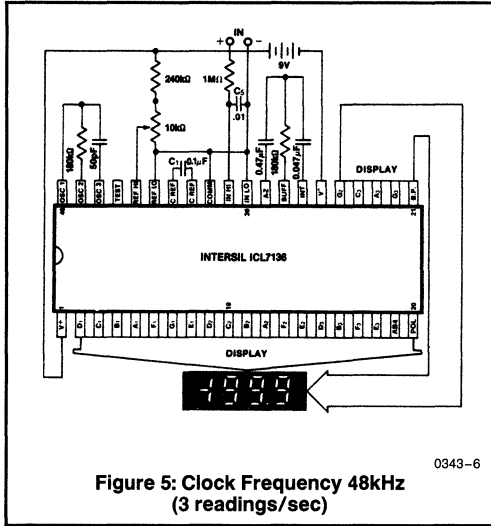 IN
+ −
9V
240kΩ
1MΩ
C5
.01
10kΩ
180kΩ
50pF
C1 0.1μF
0.47μF
180kΩ
0.047μF
DISPLAY
40 30 21
OSC 1 OSC 2 OSC 3 TEST REF HI REF LO C REF C REF COMM IN HI IN LO A-Z BUFF INT V− G2 C3 A3 G3 B.P.
INTERSIL ICL7136
1 10 20
V+ D1 C1 B1 A1 F1 G1 E1 D2 C2 B2 A2 F2 E2 D3 B3 F3 E3 AB4 POL
DISPLAY
1999
0343–6
Figure 5: Clock Frequency 48kHz
(3 readings/sec)